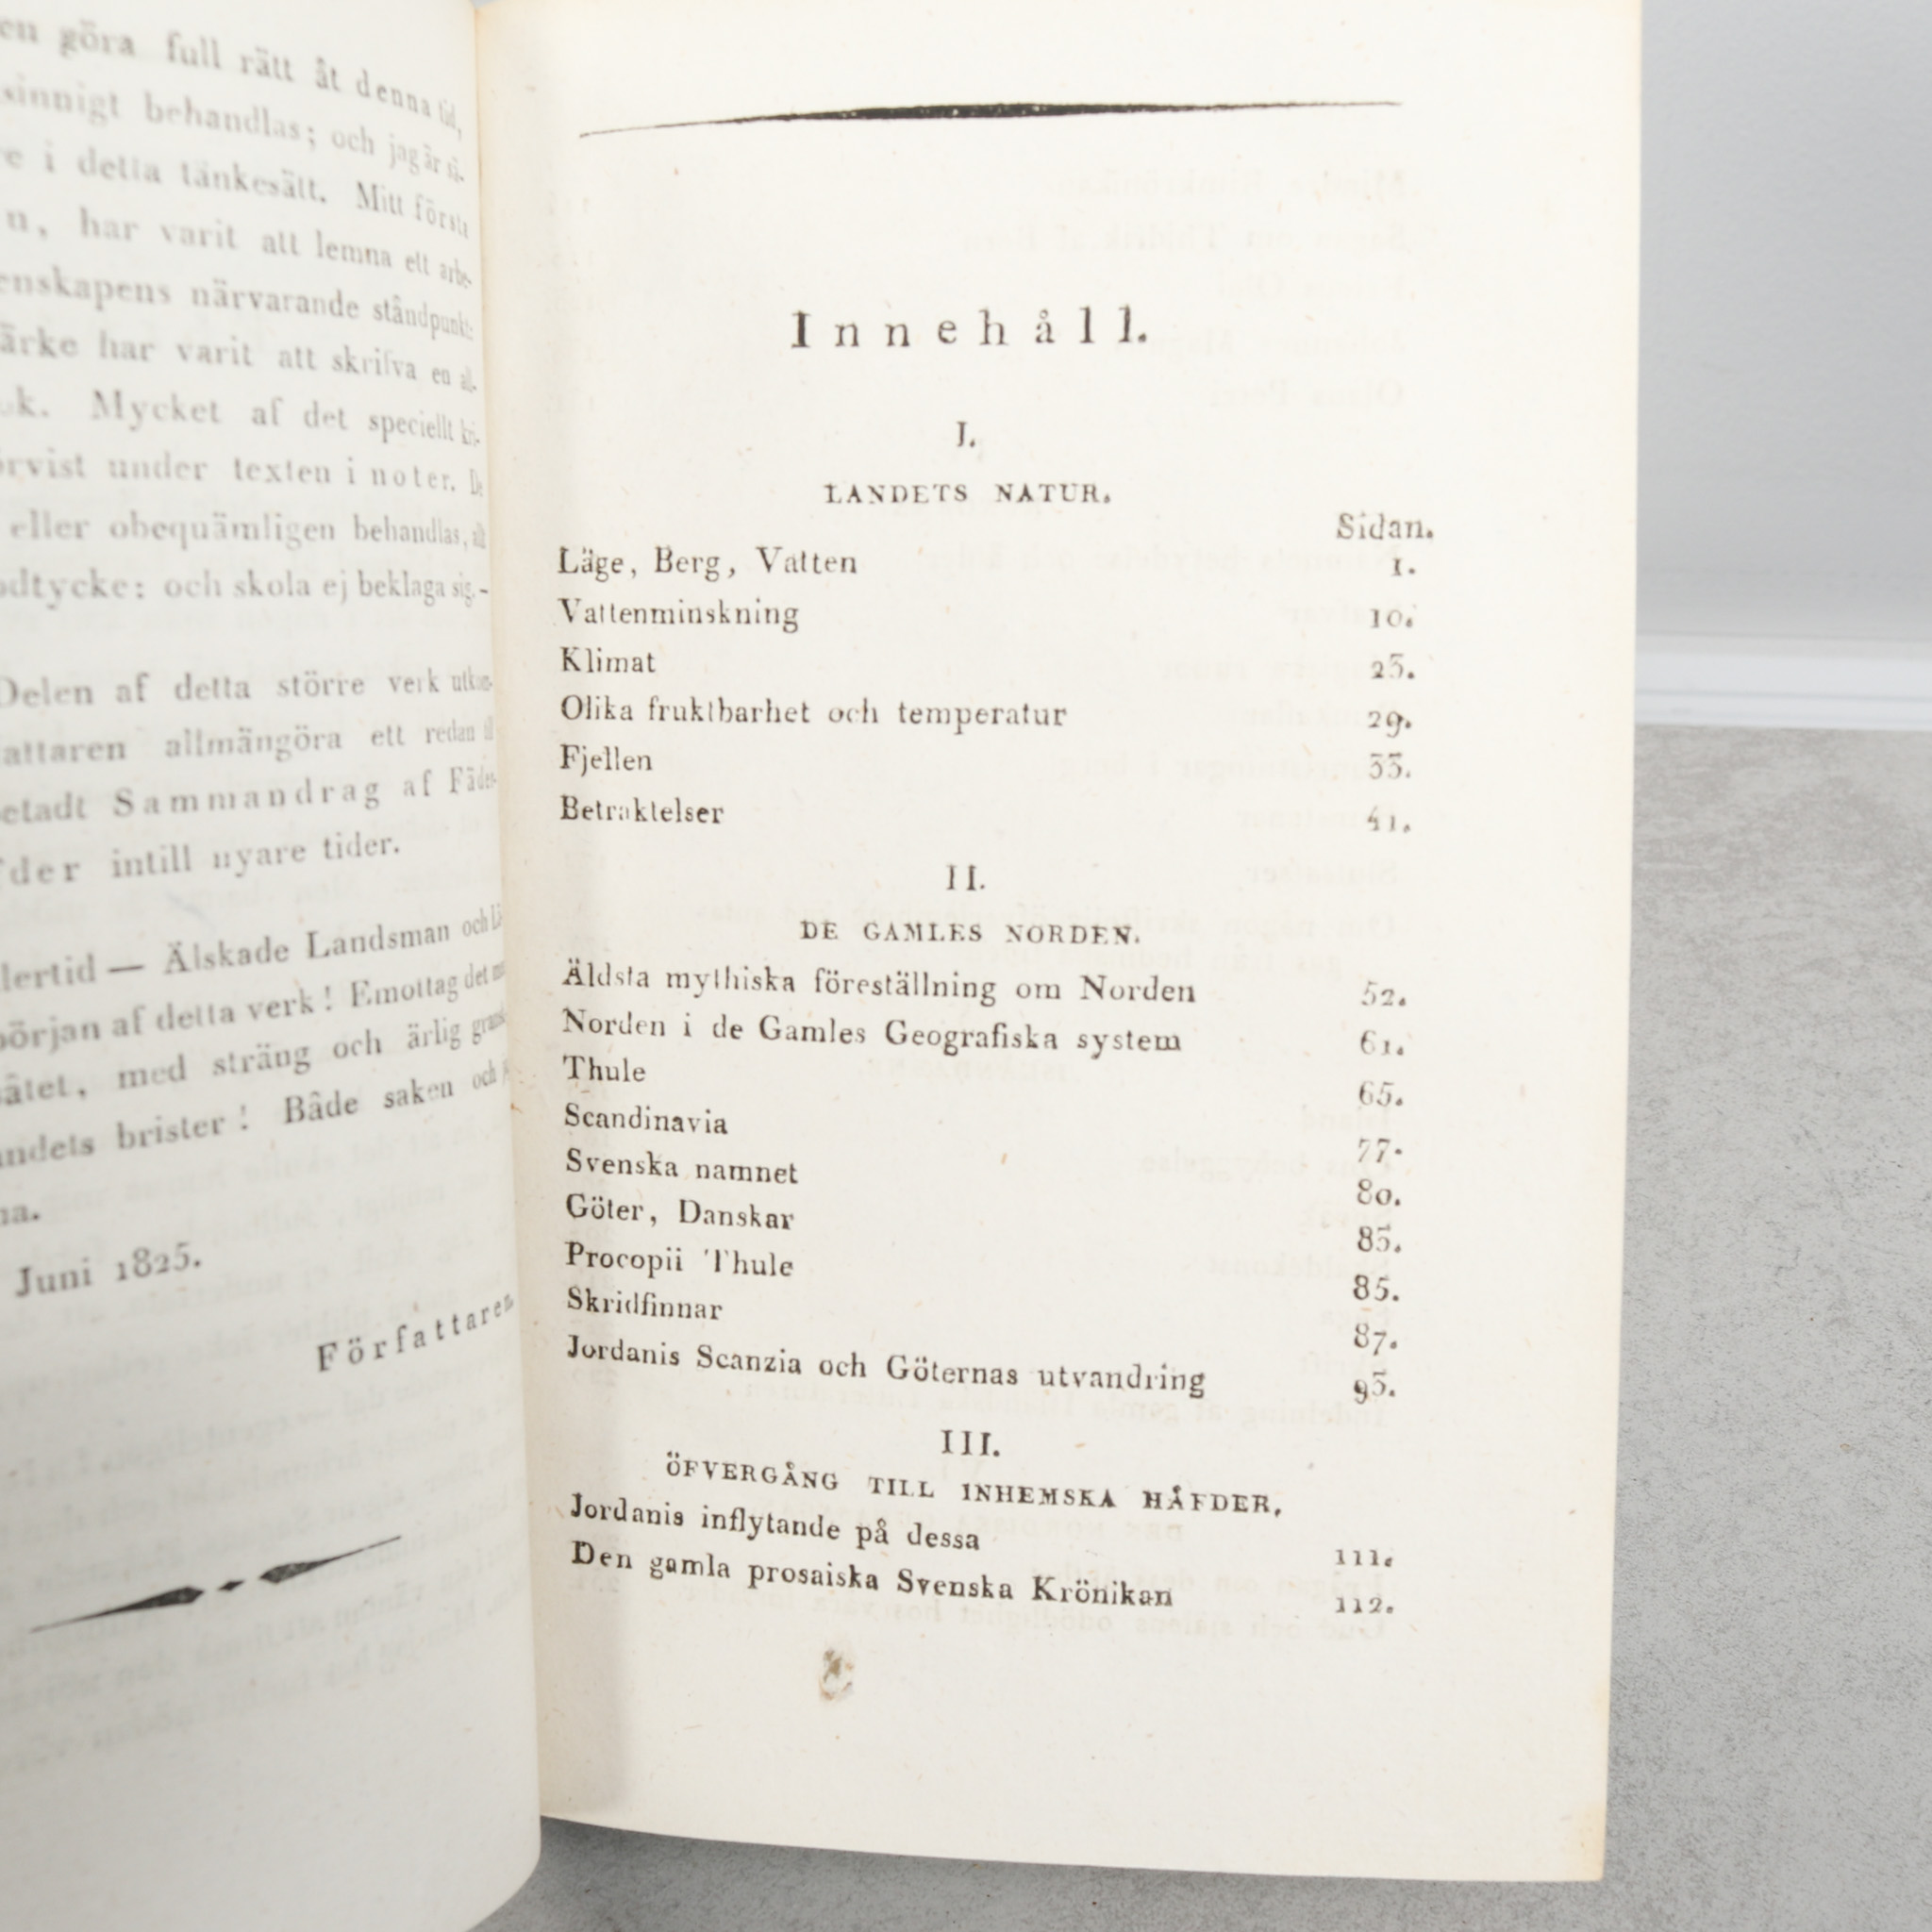 göra full rätt åt denna tid,
sinnigt behandlas; och jag är
i detta tänkesätt. Mitt första
har varit att lemna ett arbe-
enskapens närvarande ståndpunkt:
har varit att skrifva en
Mycket af det speciellt kri-
under texten i noter. De
eller obequämligen behandlas,
odtycke: och skola ej beklaga sig.-
Delen af detta större verk
attaren allmängöra ett redan
etadt Sammandrag af Fäder-
der intill nyare tider.
lertid — Älskade Landsman och
början af detta verk! Emottag det
med sträng och ärlig
andets brister! Både saken och
na.
Juni 1825.
Författaren
Innehåll.
I.
LANDETS NATUR.
Sidan.
Läge, Berg, Vatten 1.
Vattenminskning 10.
Klimat 23.
Olika fruktbarhet och temperatur 29.
Fjellen 33.
Betraktelser 41.
II.
DE GAMLES NORDEN.
Äldsta mythiska föreställning om Norden 52.
Norden i de Gamles Geografiska system 61.
Thule 65.
Scandinavia 77.
Svenska namnet 80.
Göter, Danskar 83.
Procopii Thule 85.
Skridfinnar 87.
Jordanis Scanzia och Göternas utvandring 93.
III.
ÖFVERGÅNG TILL INHEMSKA HÄFDER.
Jordanis inflytande på dessa 111.
Den gamla prosaiska Svenska Krönikan 112.